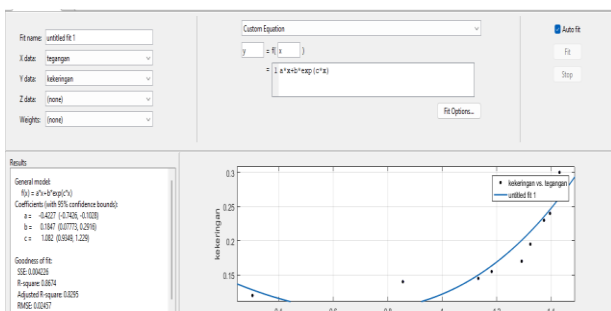 Fit name: untitled fit 1
X data: tegangan
Y data: kekeringan
Z data: (none)
Weights: (none)
Custom Equation
y = f( x )
= 1 a*x+b*exp(c*x)
Fit Options...
Auto fit
Fit
Stop
Results
General model:
f(x) = a*x+b*exp(c*x)
Coefficients (with 95% confidence bounds):
a = -0.4227 (-0.7426, -0.1028)
b = 0.1847 (0.07773, 0.2916)
c = 1.082 (0.9349, 1.229)
Goodness of fit:
SSE: 0.004226
R-square: 0.8674
Adjusted R-square: 0.8295
RMSE: 0.02457
kekeringan vs. tegangan
untitled fit 1
kekeringan
0.3
0.25
0.2
0.15